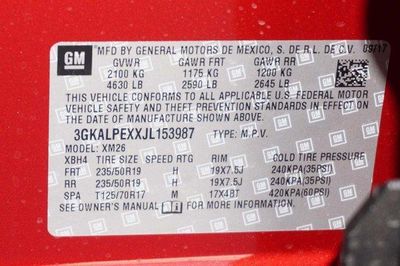 GM
MFD BY GENERAL MOTORS DE MEXICO, S. DE R.L. DE C.V. 09/17
GVWR GAWR FRT GAWR RR
2100 KG 1175 KG 1200 KG
4630 LB 2590 LB 2645 LB
THIS VEHICLE CONFORMS TO ALL APPLICABLE U.S. FEDERAL MOTOR
VEHICLE SAFETY AND THEFT PREVENTION STANDARDS IN EFFECT ON THE
DATE OF MANUFACTURE SHOWN ABOVE.
3GKALPEXXJL153987 TYPE: M.P.V.
MODEL: XM26
XBH4 TIRE SIZE SPEED RTG RIM COLD TIRE PRESSURE
FRT 235/50R19 H 19X7.5J 240KPA(35PSI)
RR 235/50R19 H 19X7.5J 240KPA(35PSI)
SPA T125/70R17 M 17X4BT 420KPA(60PSI)
SEE OWNER'S MANUAL FOR MORE INFORMATION.